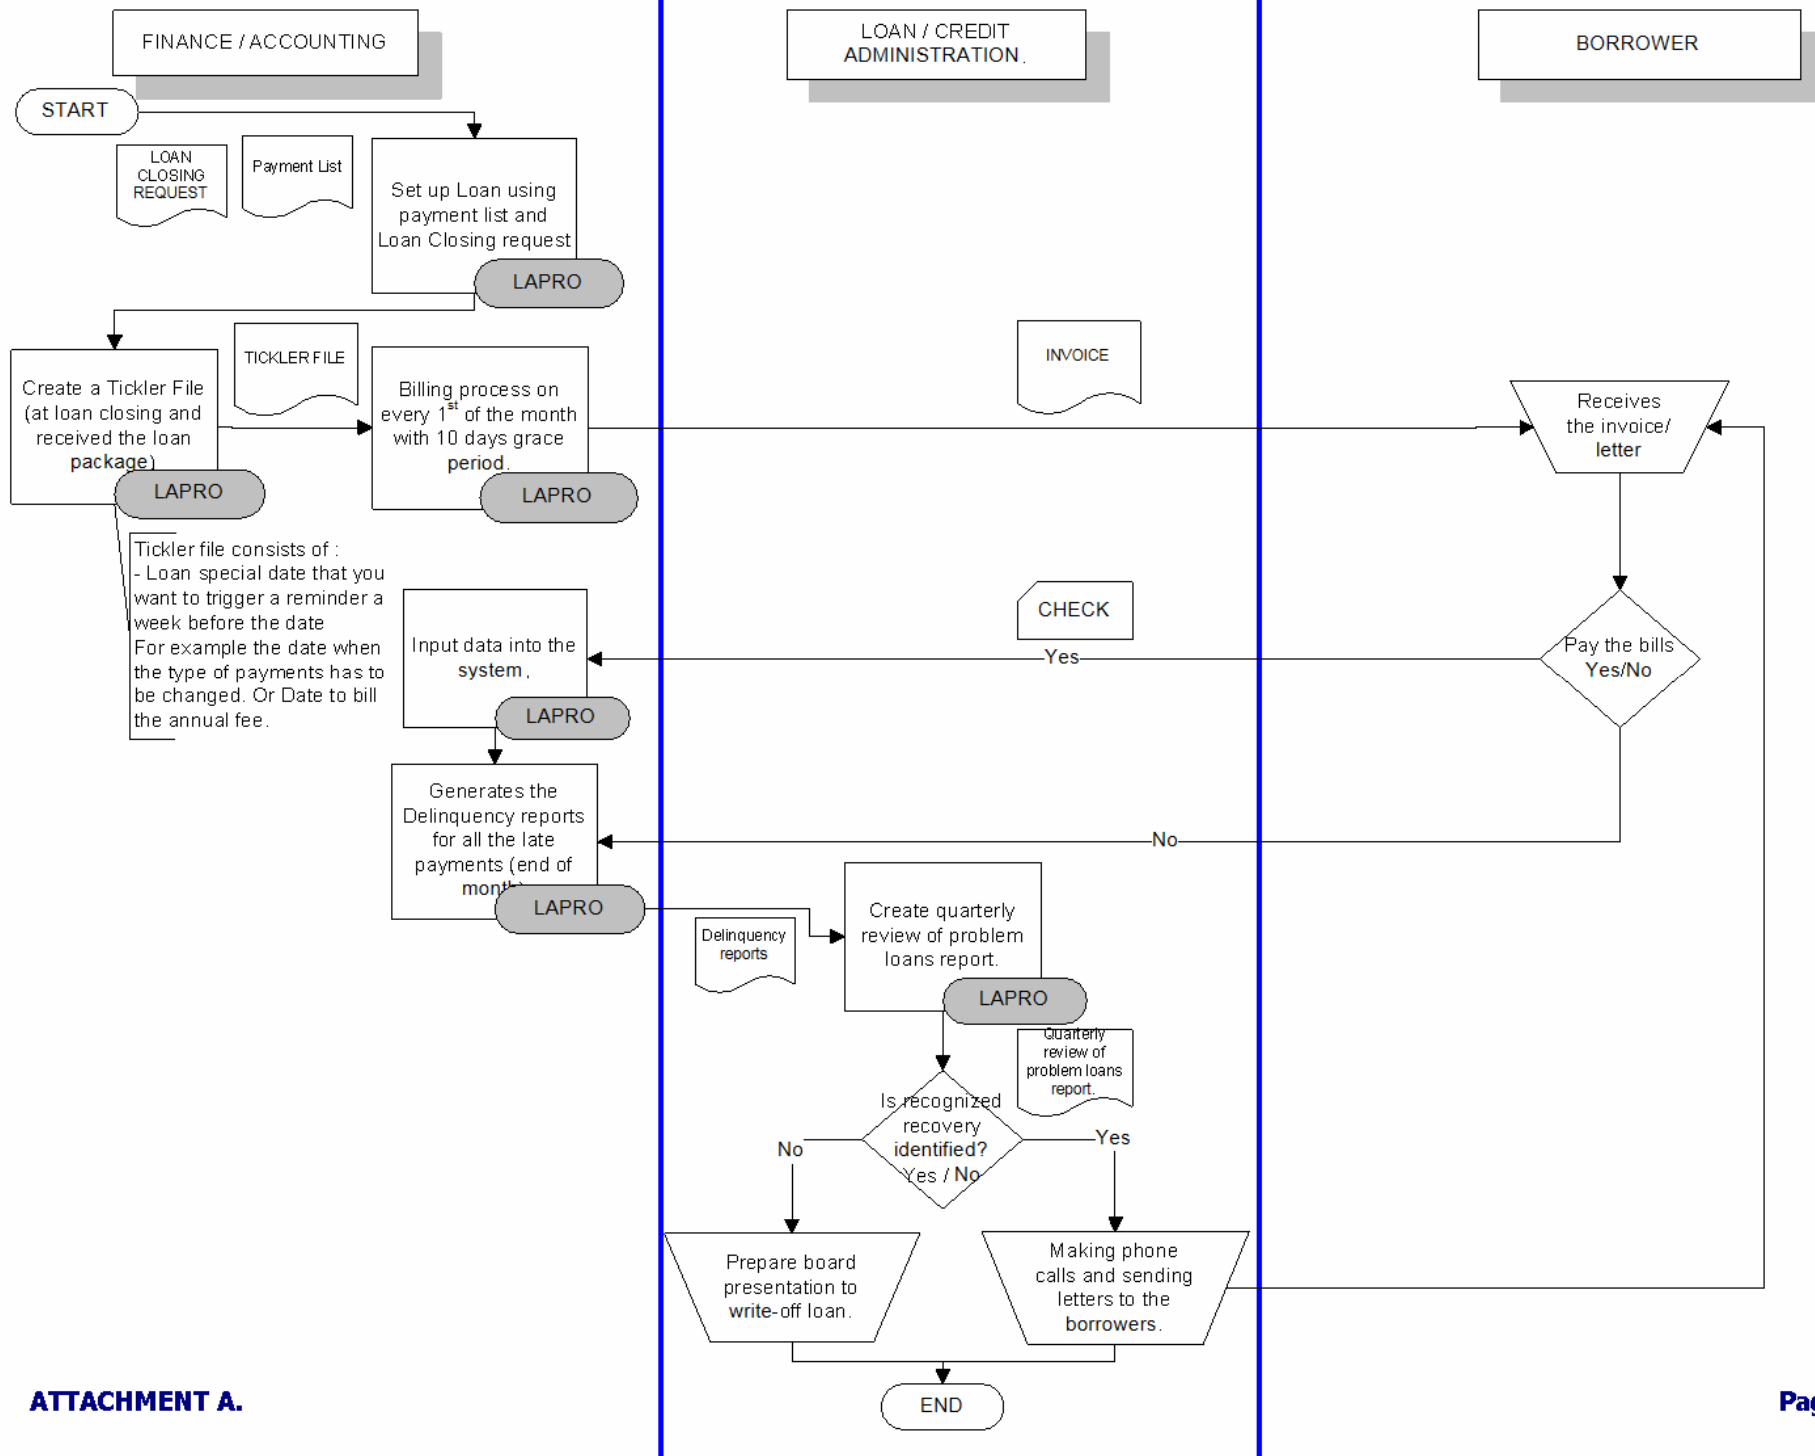 FINANCE / ACCOUNTING
LOAN / CREDIT
ADMINISTRATION.
BORROWER
START
LOAN
CLOSING
REQUEST
Payment List
Set up Loan using
payment list and
Loan Closing request
LAPRO
Create a Tickler File
(at loan closing and
received the loan
package)
LAPRO
TICKLER FILE
Billing process on
every 1st of the month
with 10 days grace
period.
LAPRO
INVOICE
Receives
the invoice/
letter
Tickler file consists of :
- Loan special date that you
want to trigger a reminder a
week before the date
For example the date when
the type of payments has to
be changed. Or Date to bill
the annual fee.
Input data into the
system.
LAPRO
CHECK
Yes
Pay the bills
Yes/No
Generates the
Delinquency reports
for all the late
payments (end of
month)
LAPRO
No
Delinquency
reports
Create quarterly
review of problem
loans report.
LAPRO
Quarterly
review of
problem loans
report.
Is recognized
recovery
identified?
Yes / No
No
Yes
Prepare board
presentation to
write-off loan.
Making phone
calls and sending
letters to the
borrowers.
END
ATTACHMENT A.